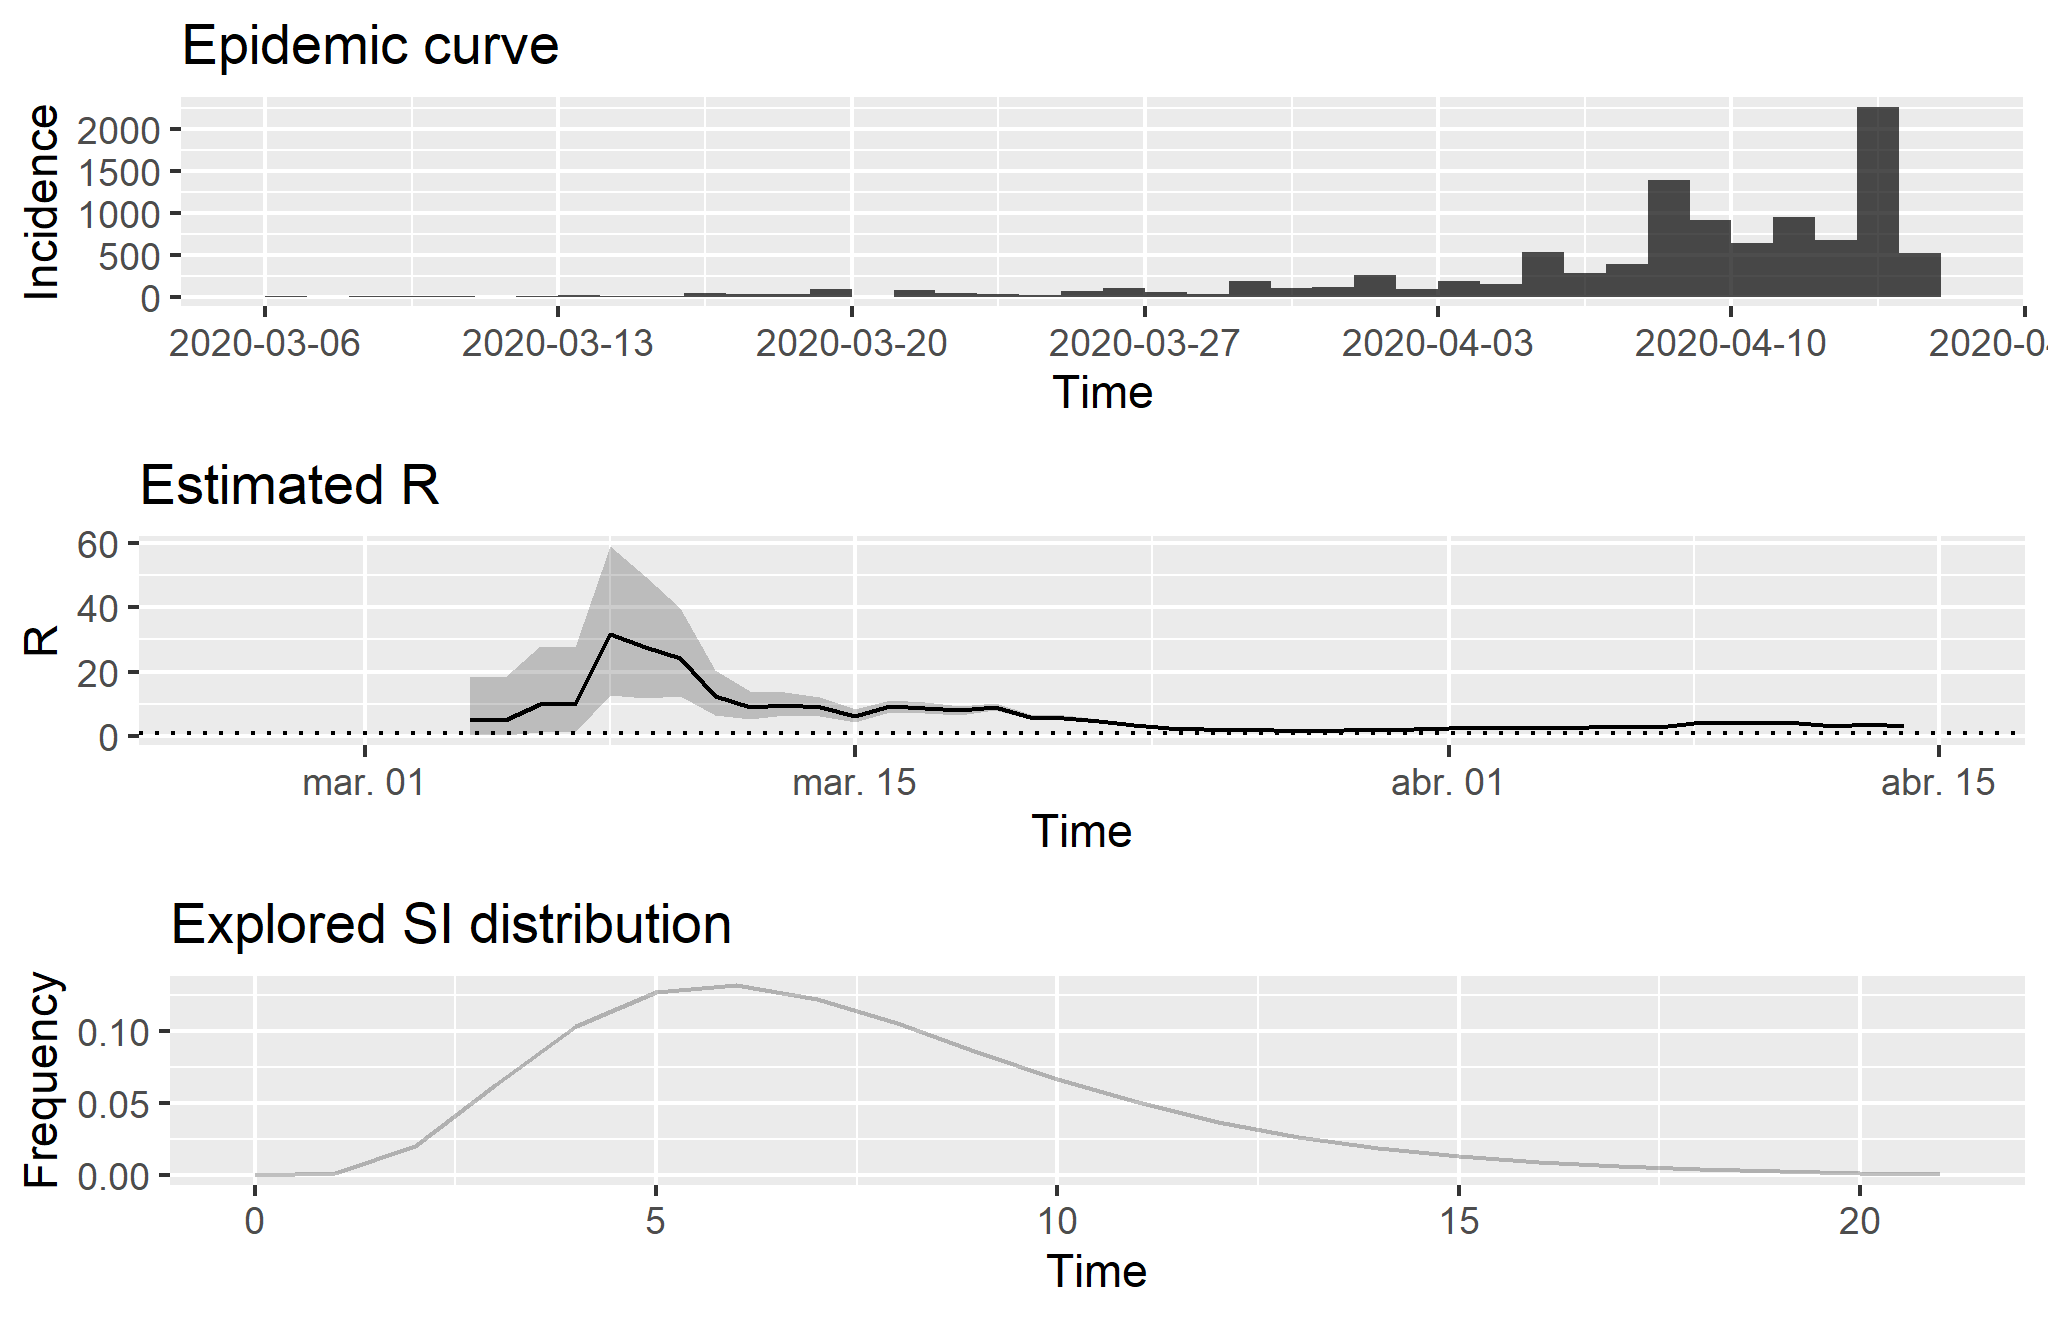 Epidemic curve
Incidence
2000
1500
1000
500
0
2020-03-06 2020-03-13 2020-03-20 2020-03-27 2020-04-03 2020-04-10 2020-04
Time
Estimated R
R
60
40
20
0
mar. 01 mar. 15 abr. 01 abr. 15
Time
Explored SI distribution
Frequency
0.10
0.05
0.00
0 5 10 15 20
Time